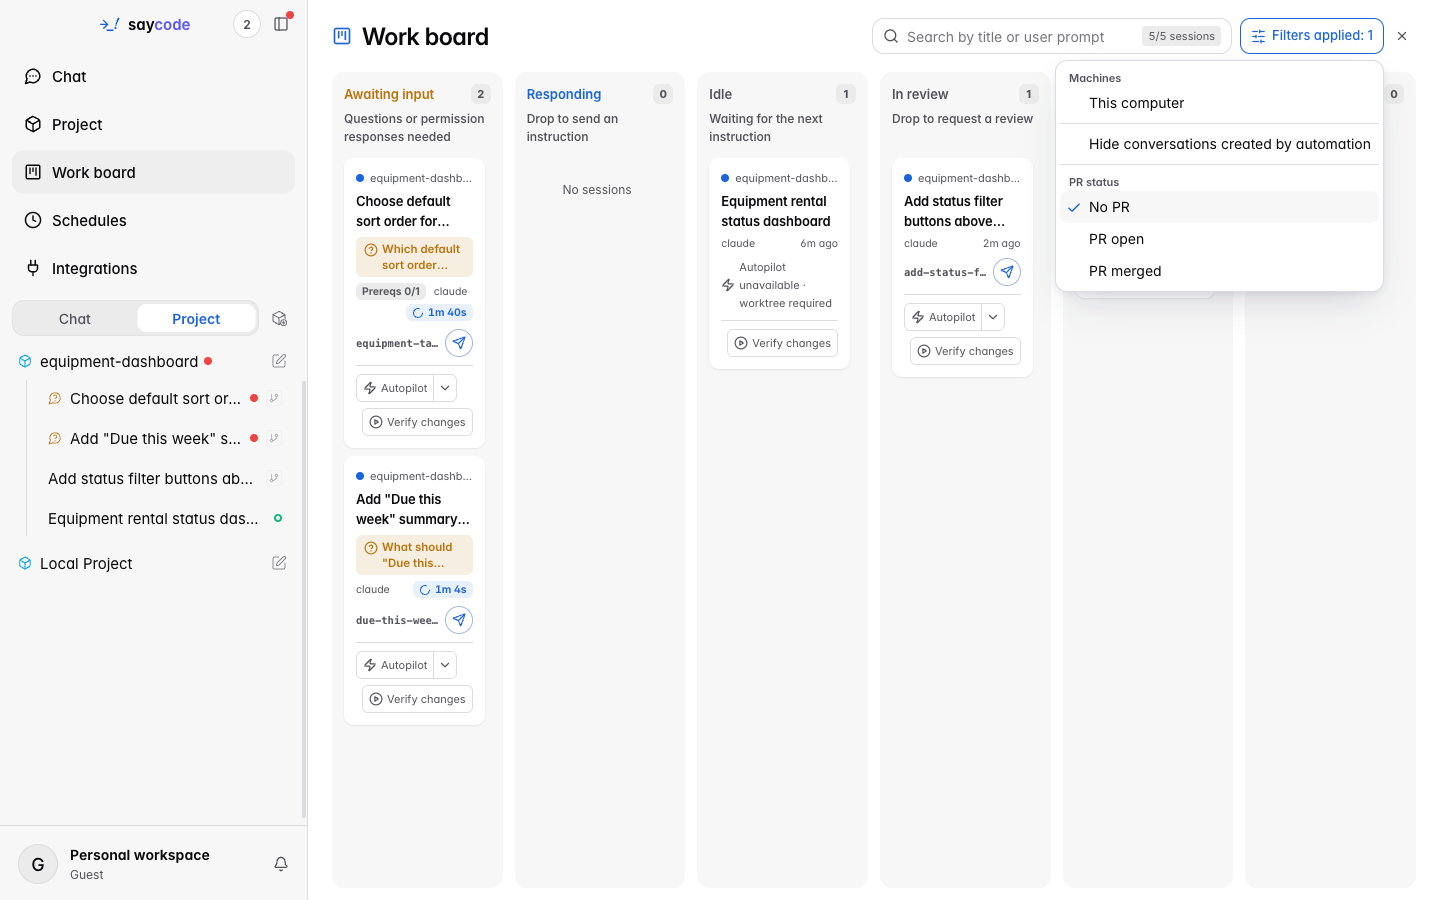 saycode
2
Chat
Project
Work board
Schedules
Integrations
Chat
Project
equipment-dashboard
Choose default sort or...
Add "Due this week" s...
Add status filter buttons ab...
Equipment rental status das...
Local Project
G
Personal workspace
Guest
Work board
Search by title or user prompt
5/5 sessions
Filters applied: 1
Machines
This computer
Hide conversations created by automation
PR status
No PR
PR open
PR merged
Awaiting input
2
Questions or permission
responses needed
equipment-dashb...
Choose default
sort order for...
Which default
sort order...
Prereqs 0/1
claude
1m 40s
equipment-ta...
Autopilot
Verify changes
equipment-dashb...
Add "Due this
week" summary...
What should
"Due this...
claude
1m 4s
due-this-wee...
Autopilot
Verify changes
Responding
0
Drop to send an
instruction
No sessions
Idle
1
Waiting for the next
instruction
equipment-dashb...
Equipment rental
status dashboard
claude
6m ago
Autopilot
unavailable ·
worktree required
Verify changes
In review
1
Drop to request a review
equipment-dashb...
Add status filter
buttons above...
claude
2m ago
add-status-f...
Autopilot
Verify changes
0